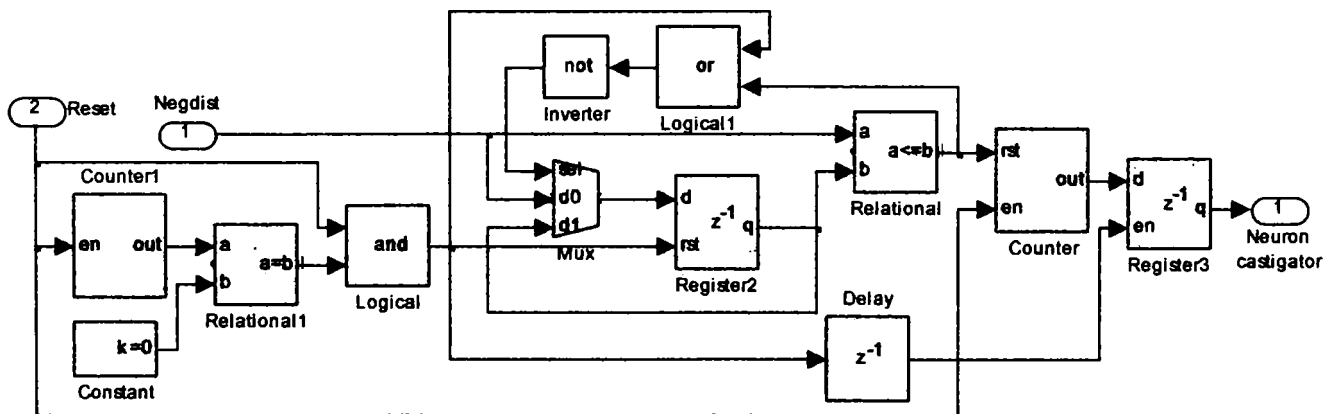 2
Reset
Negdist
1
Counter1
en
out
k=0
Constant
a
b
a=b
Relational1
and
Logical
not
Inverter
or
Logical1
sel
d0
d1
Mux
d
rst
z-1
q
Register2
a
b
a<=b
Relational
Delay
z-1
rst
en
out
Counter
d
en
z-1
q
Register3
1
Neuron
castigator